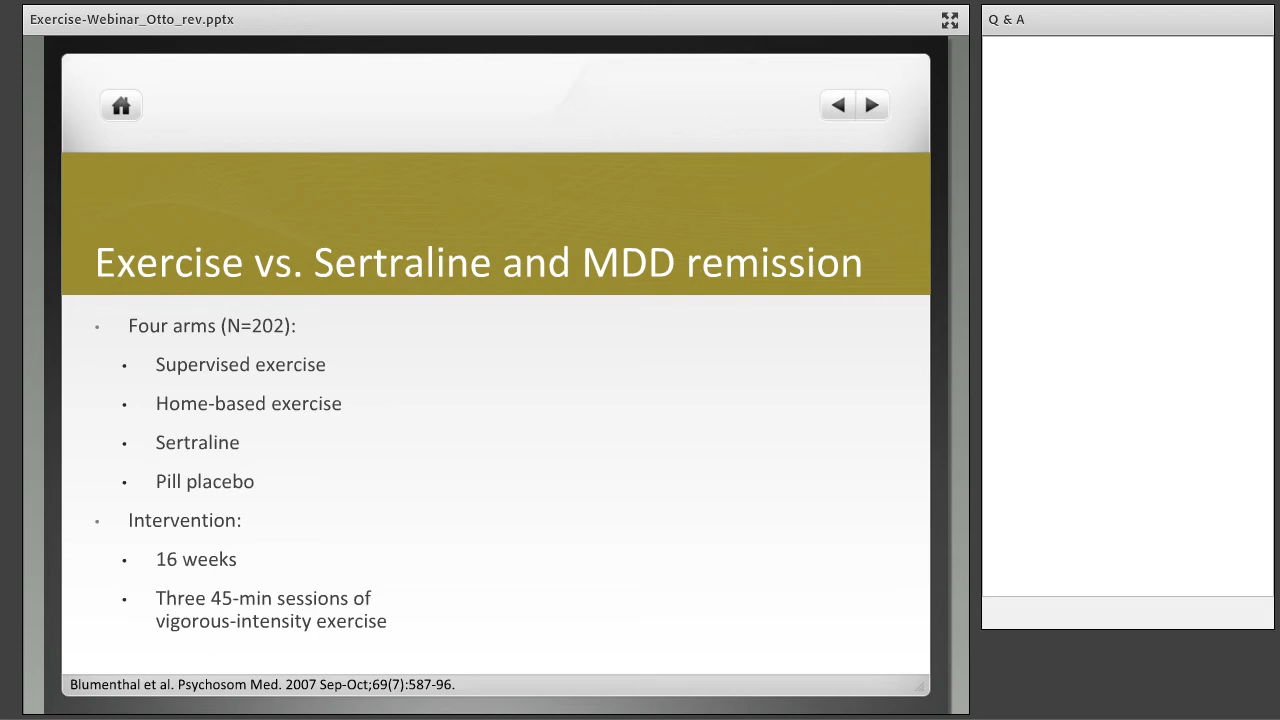 Exercise-Webinar_Otto_rev.pptx
Q & A
Exercise vs. Sertraline and MDD remission
• Four arms (N=202):
• Supervised exercise
• Home-based exercise
• Sertraline
• Pill placebo
• Intervention:
• 16 weeks
• Three 45-min sessions of
vigorous-intensity exercise
Blumenthal et al. Psychosom Med. 2007 Sep-Oct;69(7):587-96.